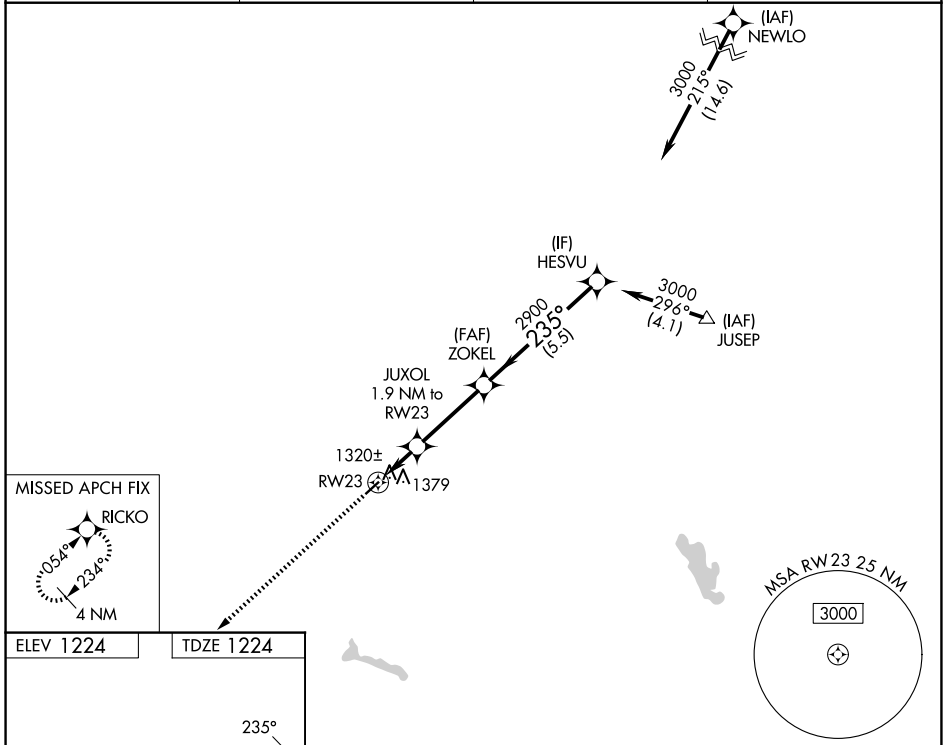 (IAF)
NEWLO
3000
215°
(14.6)
(IF)
HESVU
3000
296°
(4.1)
(IAF)
JUSEP
2900
235°
(5.5)
(FAF)
ZOKEL
JUXOL
1.9 NM to
RW23
1320±
RW23
1379
MISSED APCH FIX
RICKO
054°
234°
4 NM
MSA RW23 25 NM
3000
ELEV 1224
TDZE 1224
235°